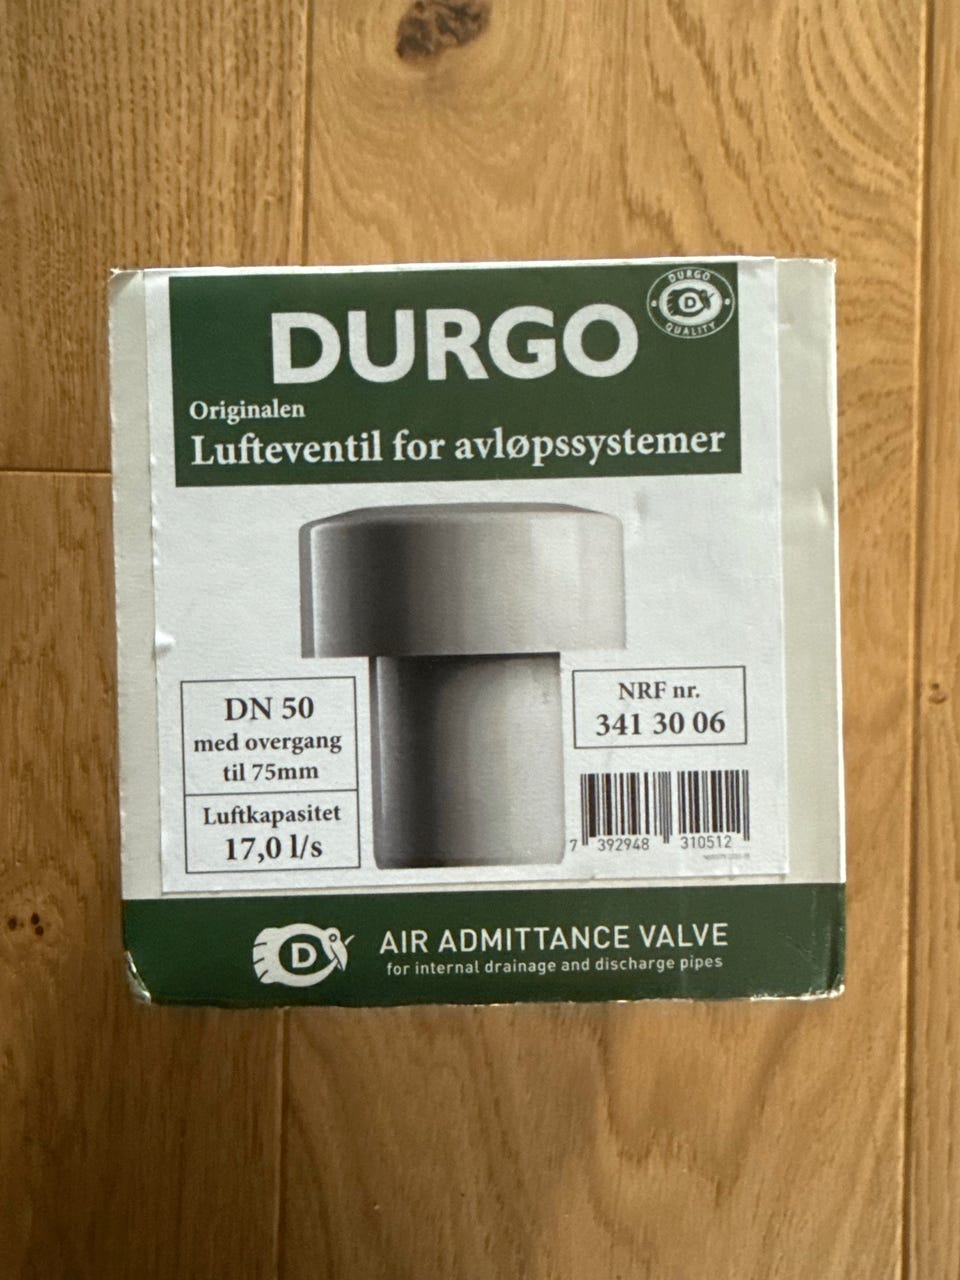 DURGO
QUALITY
D
DURGO
Originalen
Lufteventil for avløpssystemer
DN 50
med overgang
til 75mm
Luftkapasitet
17,0 l/s
NRF nr.
341 30 06
7 392948 310512
D
AIR ADMITTANCE VALVE
for internal drainage and discharge pipes